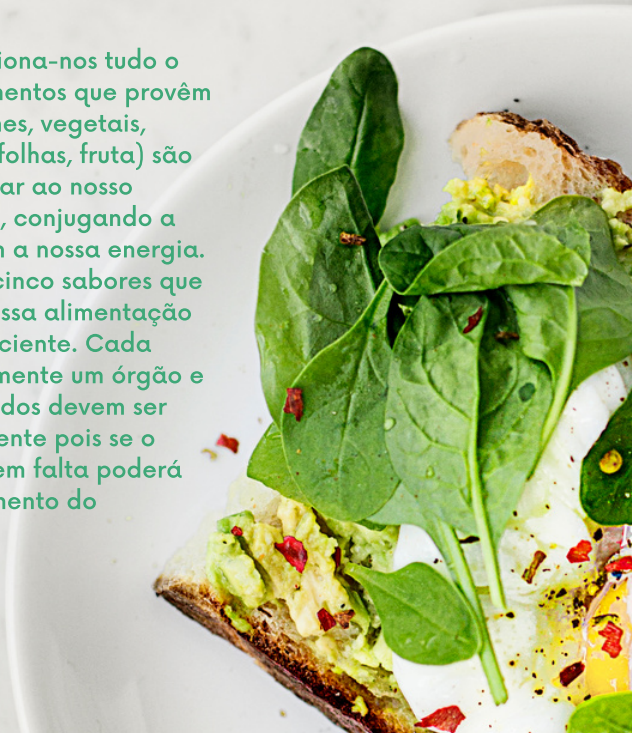 iona-nos tudo o
mentos que provêm
nes, vegetais,
folhas, fruta) são
ar ao nosso
, conjugando a
n a nossa energia.
cinco sabores que
ssa alimentação
ciente. Cada
mente um órgão e
dos devem ser
ente pois se o
em falta poderá
mento do